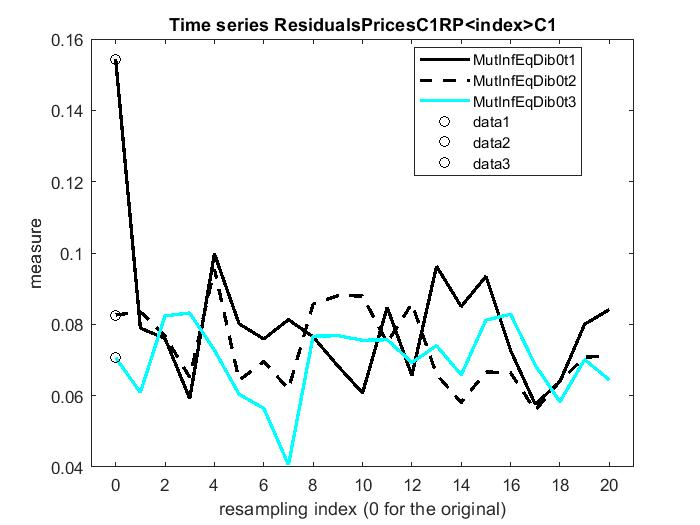 Time series ResidualsPricesC1RP<index>C1
0.16
0.14
0.12
0.1
0.08
0.06
0.04
measure
MutInfEqDib0t1
MutInfEqDib0t2
MutInfEqDib0t3
data1
data2
data3
0 2 4 6 8 10 12 14 16 18 20
resampling index (0 for the original)